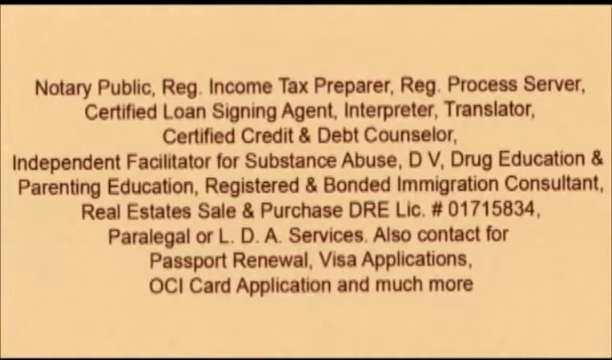 Notary Public, Reg. Income Tax Preparer, Reg. Process Server,
Certified Loan Signing Agent, Interpreter, Translator,
Certified Credit & Debt Counselor,
Independent Facilitator for Substance Abuse, D V, Drug Education &
Parenting Education, Registered & Bonded Immigration Consultant,
Real Estates Sale & Purchase DRE Lic. # 01715834,
Paralegal or L. D. A. Services. Also contact for
Passport Renewal, Visa Applications,
OCI Card Application and much more